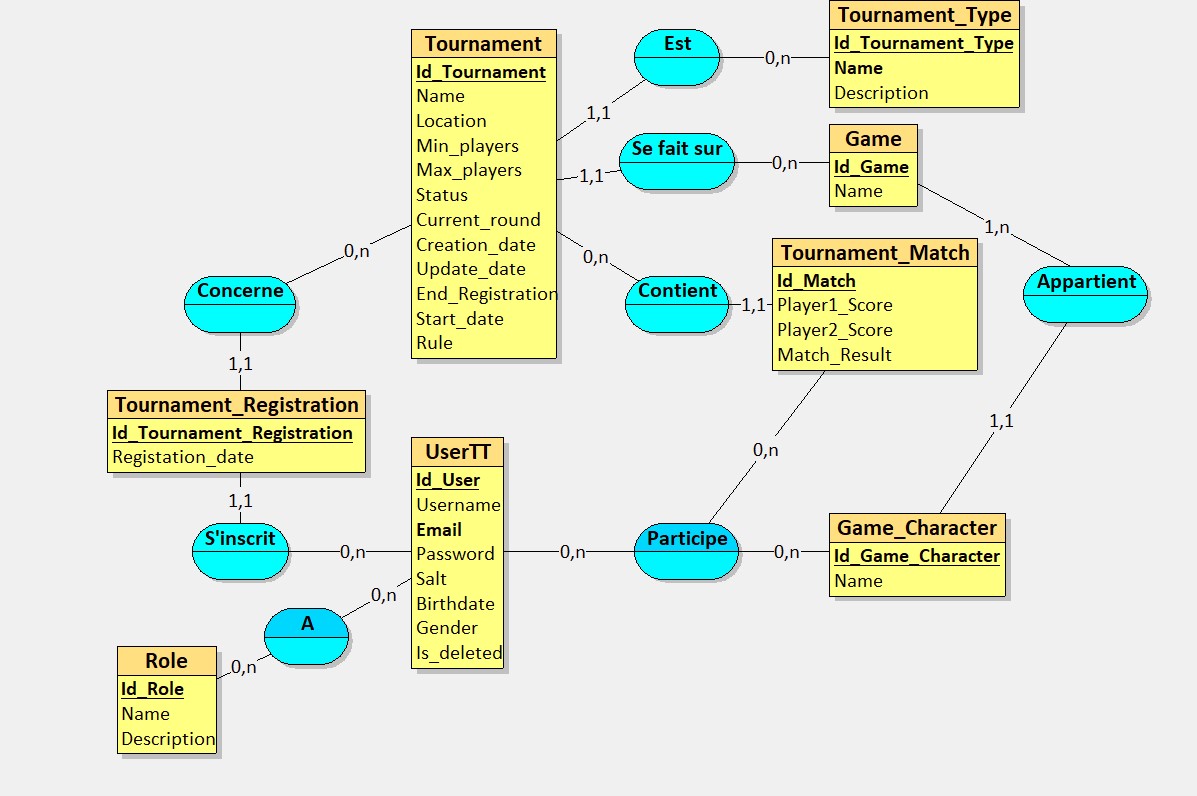 Tournament_Type
Id_Tournament_Type
Name
Description
Tournament
Id_Tournament
Name
Location
Min_players
Max_players
Status
Current_round
Creation_date
Update_date
End_Registration
Start_date
Rule
Est
0,n
1,1
Se fait sur
0,n
1,1
Game
Id_Game
Name
1,n
Appartient
1,1
0,n
Contient
1,1
Tournament_Match
Id_Match
Player1_Score
Player2_Score
Match_Result
0,n
0,n
Concerne
1,1
Tournament_Registration
Id_Tournament_Registration
Registation_date
1,1
S'inscrit
0,n
UserTT
Id_User
Username
Email
Password
Salt
Birthdate
Gender
Is_deleted
0,n
Participe
0,n
Game_Character
Id_Game_Character
Name
0,n
A
0,n
Role
Id_Role
Name
Description